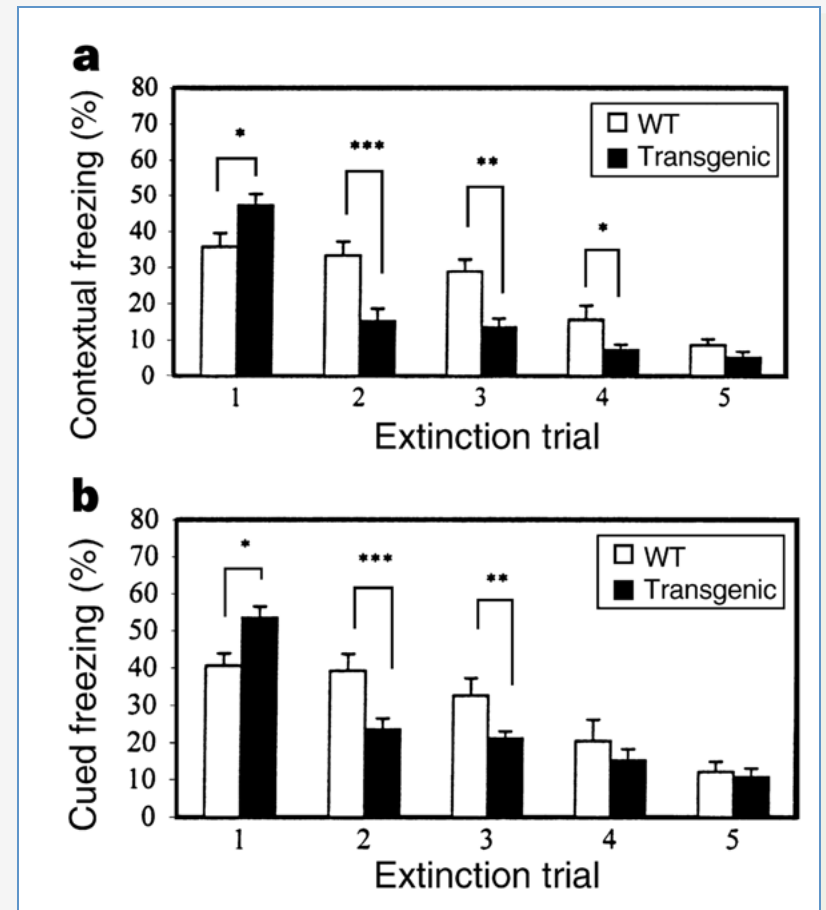 a
Contextual freezing (%)
80
70
60
50
40
30
20
10
0
*
***
**
*
WT
Transgenic
1 2 3 4 5
Extinction trial
b
Cued freezing (%)
80
70
60
50
40
30
20
10
0
*
***
**
WT
Transgenic
1 2 3 4 5
Extinction trial